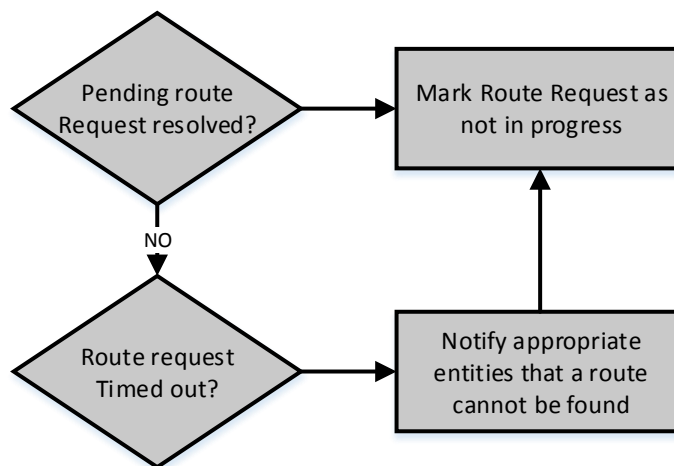 Pending route
Request resolved?
Mark Route Request as
not in progress
NO
Route request
Timed out?
Notify appropriate
entities that a route
cannot be found